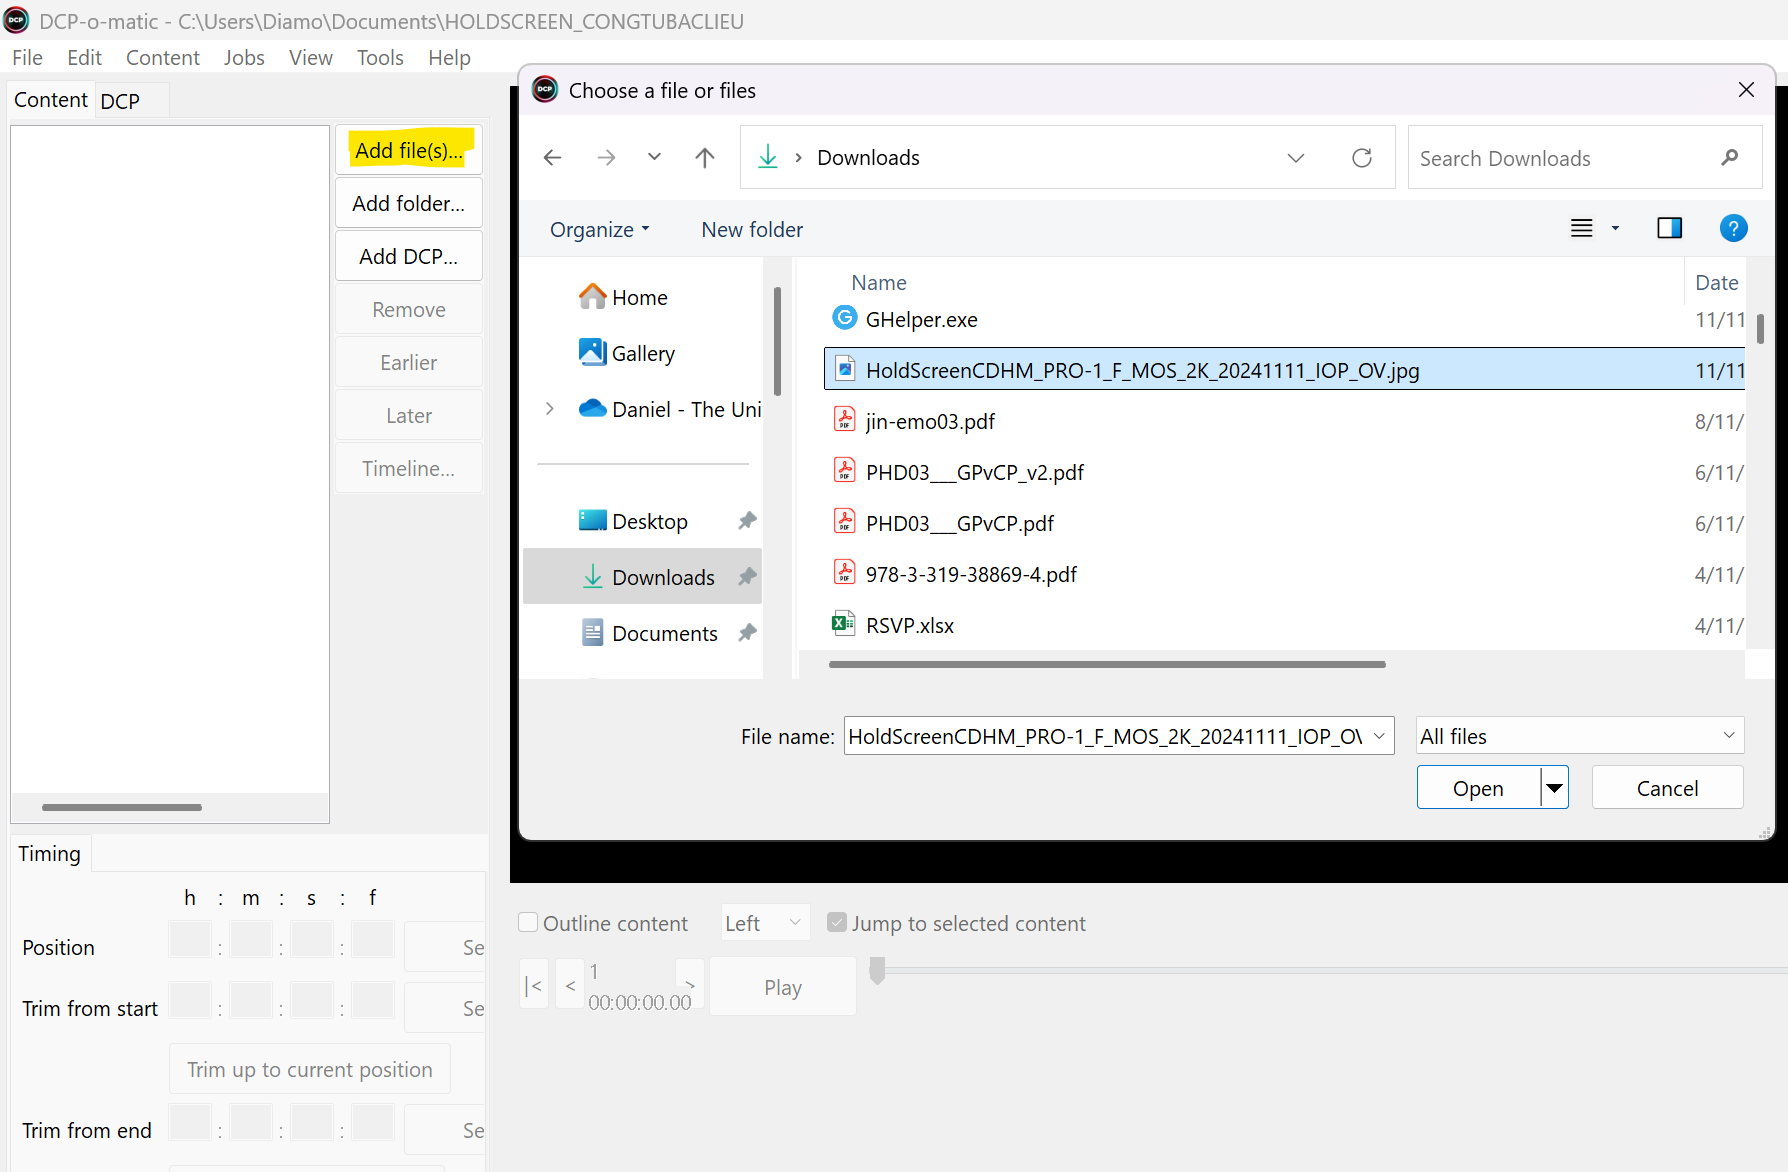 DCP-o-matic - C:\Users\Diamo\Documents\HOLDSCREEN_CONGTUBACLIEU
File Edit Content Jobs View Tools Help
Content DCP
Add file(s)...
Add folder...
Add DCP...
Remove
Earlier
Later
Timeline...
DCP Choose a file or files
Downloads
Search Downloads
Organize New folder
Home
Gallery
Daniel - The Uni
Desktop
Downloads
Documents
Name Date
GHelper.exe 11/11
HoldScreenCDHM_PRO-1_F_MOS_2K_20241111_IOP_OV.jpg 11/11
jin-emo03.pdf 8/11/
PHD03___GPvCP_v2.pdf 6/11/
PHD03___GPvCP.pdf 6/11/
978-3-319-38869-4.pdf 4/11/
RSVP.xlsx 4/11/
File name: HoldScreenCDHM_PRO-1_F_MOS_2K_20241111_IOP_OV All files
Open Cancel
Timing
h : m : s : f
Position : : : Se
Trim from start : : : Se
Trim up to current position
Trim from end : : : Se
Outline content Left Jump to selected content
|< < 1 > Play
00:00:00.00